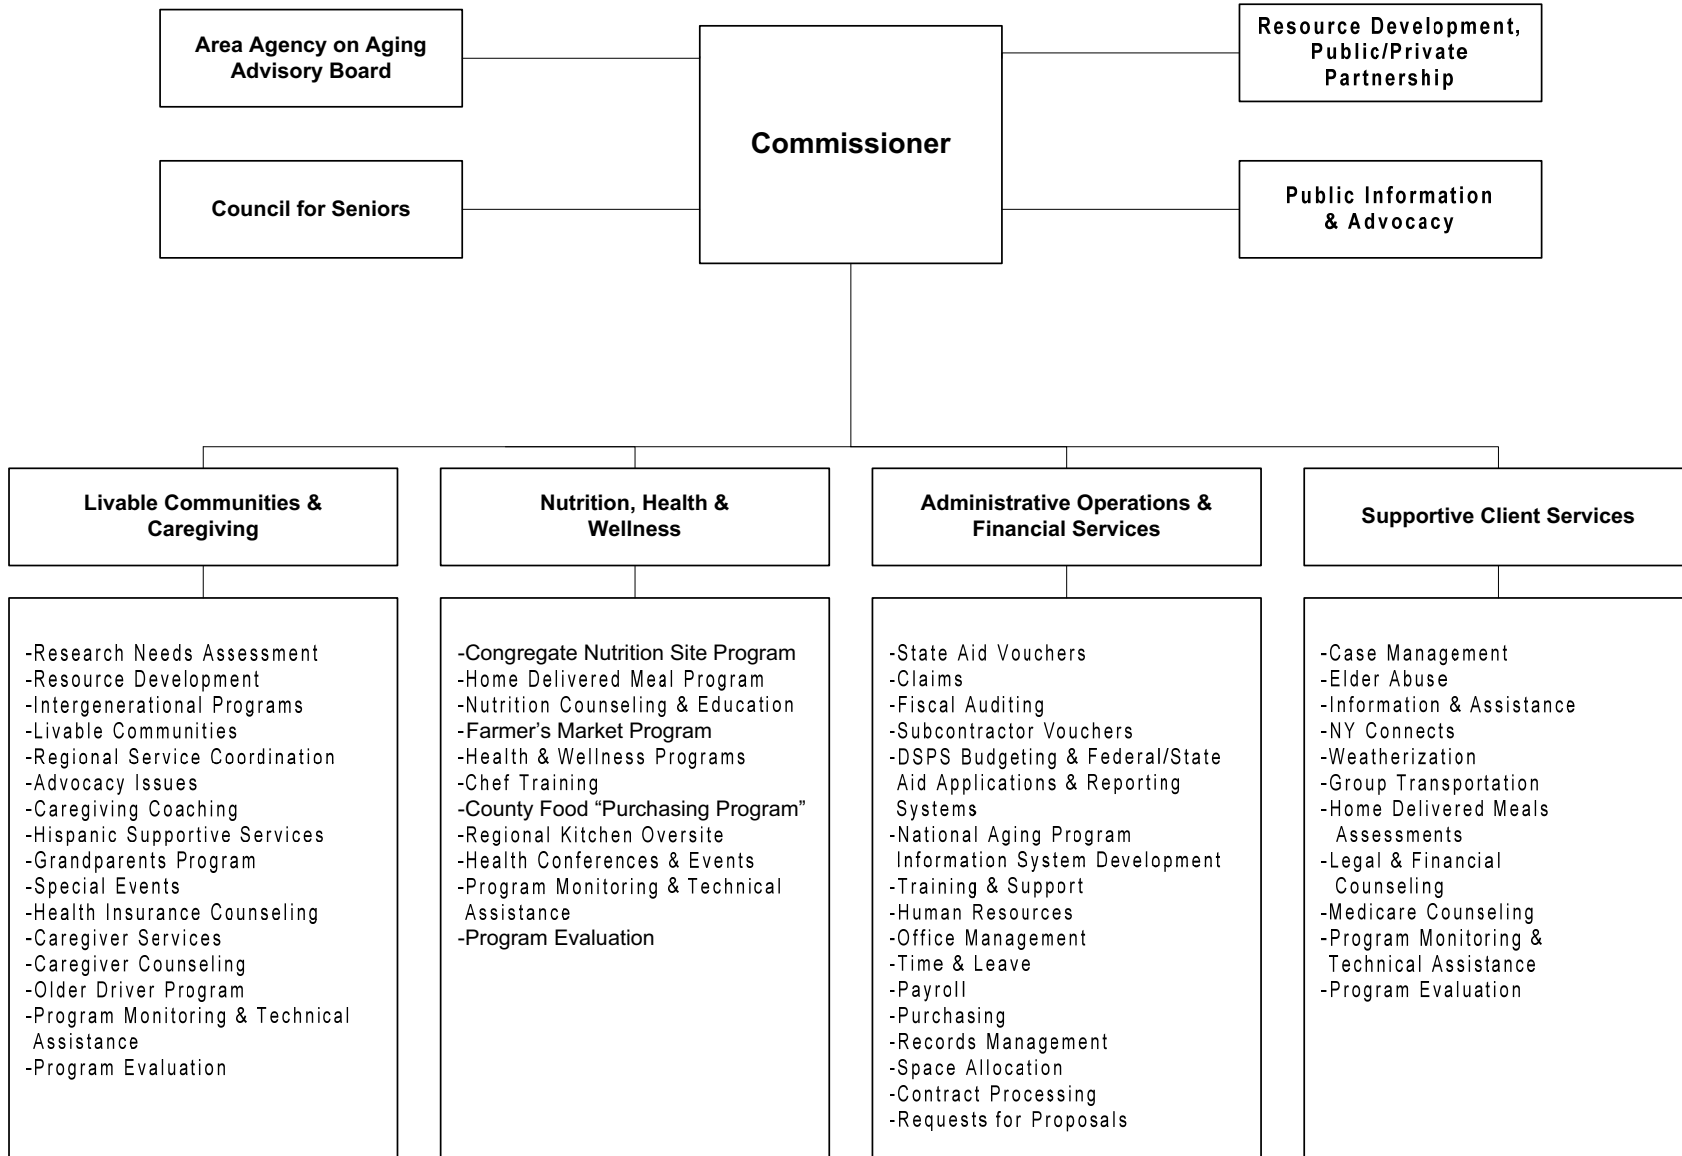 Area Agency on Aging
Advisory Board
Council for Seniors
Commissioner
Resource Development,
Public/Private
Partnership
Public Information
& Advocacy
Livable Communities &
Caregiving
-Research Needs Assessment
-Resource Development
-Intergenerational Programs
-Livable Communities
-Regional Service Coordination
-Advocacy Issues
-Caregiving Coaching
-Hispanic Supportive Services
-Grandparents Program
-Special Events
-Health Insurance Counseling
-Caregiver Services
-Caregiver Counseling
-Older Driver Program
-Program Monitoring & Technical
Assistance
-Program Evaluation
Nutrition, Health &
Wellness
-Congregate Nutrition Site Program
-Home Delivered Meal Program
-Nutrition Counseling & Education
-Farmer’s Market Program
-Health & Wellness Programs
-Chef Training
-County Food “Purchasing Program”
-Regional Kitchen Oversite
-Health Conferences & Events
-Program Monitoring & Technical
Assistance
-Program Evaluation
Administrative Operations &
Financial Services
-State Aid Vouchers
-Claims
-Fiscal Auditing
-Subcontractor Vouchers
-DSPS Budgeting & Federal/State
Aid Applications & Reporting
Systems
-National Aging Program
Information System Development
-Training & Support
-Human Resources
-Office Management
-Time & Leave
-Payroll
-Purchasing
-Records Management
-Space Allocation
-Contract Processing
-Requests for Proposals
Supportive Client Services
-Case Management
-Elder Abuse
-Information & Assistance
-NY Connects
-Weatherization
-Group Transportation
-Home Delivered Meals
Assessments
-Legal & Financial
Counseling
-Medicare Counseling
-Program Monitoring &
Technical Assistance
-Program Evaluation